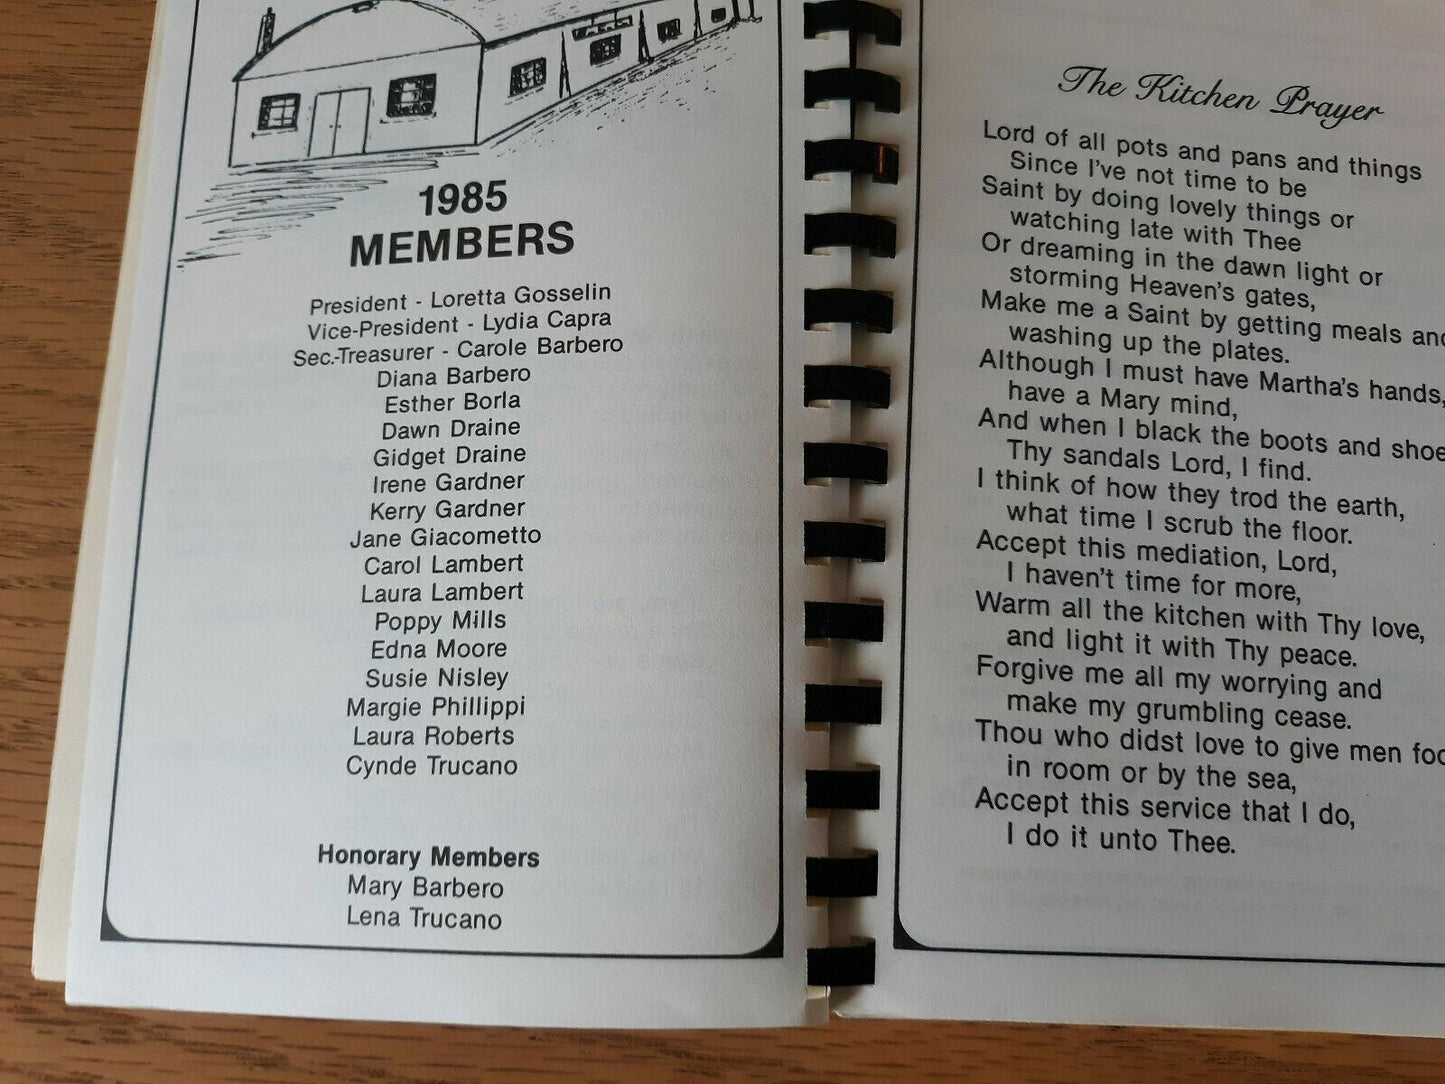 1985
MEMBERS
President - Loretta Gosselin
Vice-President - Lydia Capra
Sec.-Treasurer - Carole Barbero
Diana Barbero
Esther Borla
Dawn Draine
Gidget Draine
Irene Gardner
Kerry Gardner
Jane Giacometto
Carol Lambert
Laura Lambert
Poppy Mills
Edna Moore
Susie Nisley
Margie Phillippi
Laura Roberts
Cynde Trucano
Honorary Members
Mary Barbero
Lena Trucano
The Kitchen Prayer
Lord of all pots and pans and things
Since I've not time to be
Saint by doing lovely things or
watching late with Thee
Or dreaming in the dawn light or
storming Heaven's gates,
Make me a Saint by getting meals and
washing up the plates.
Although I must have Martha's hands,
have a Mary mind,
And when I black the boots and shoe
Thy sandals Lord, I find.
I think of how they trod the earth,
what time I scrub the floor.
Accept this mediation, Lord,
I haven't time for more,
Warm all the kitchen with Thy love,
and light it with Thy peace.
Forgive me all my worrying and
make my grumbling cease.
Thou who didst love to give men foo
in room or by the sea,
Accept this service that I do,
I do it unto Thee.